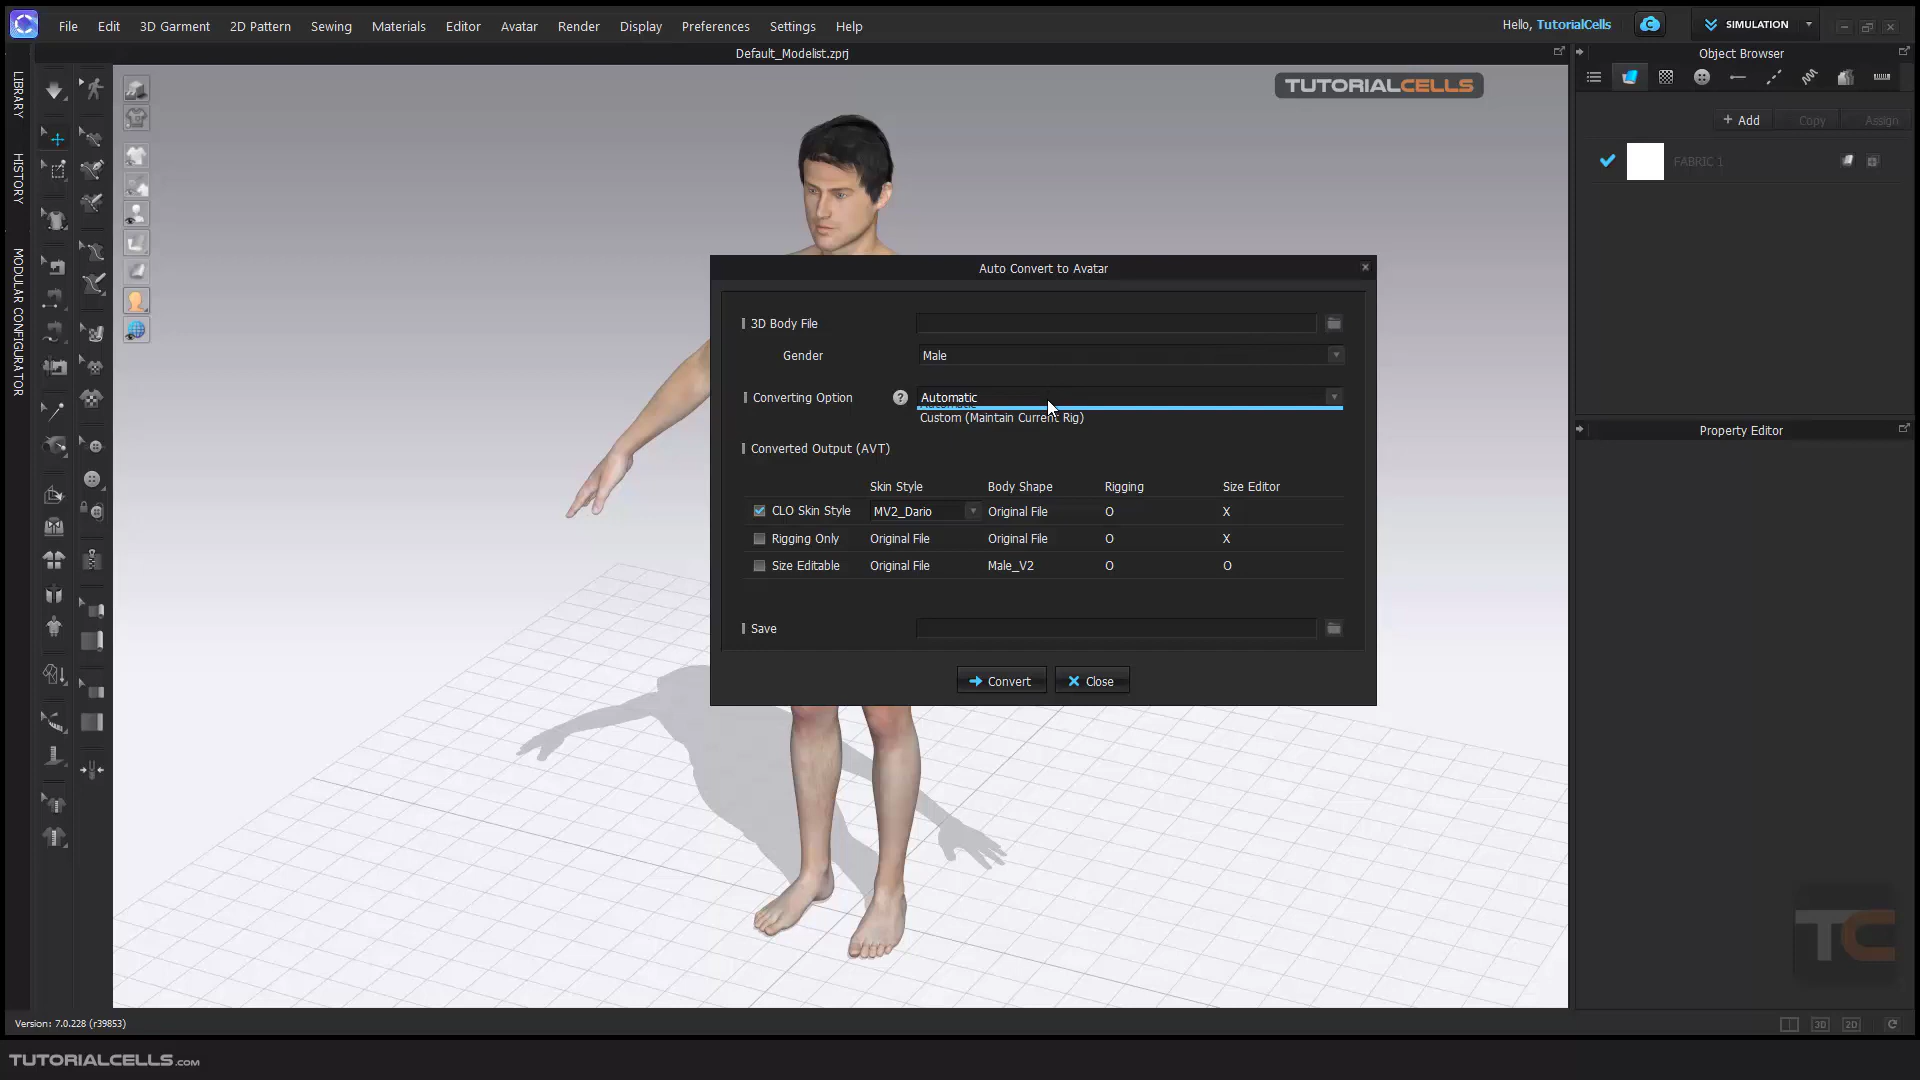 File Edit 3D Garment 2D Pattern Sewing Materials Editor Avatar Render Display Preferences Settings Help
Hello, TutorialCells
SIMULATION
Default_Modelist.zprj
Object Browser
TUTORIALCELLS
LIBRARY
HISTORY
MODULAR CONFIGURATOR
+ Add Copy Assign
FABRIC 1
Property Editor
Auto Convert to Avatar
3D Body File
Gender Male
Converting Option ? Automatic
Custom (Maintain Current Rig)
Converted Output (AVT)
Skin Style Body Shape Rigging Size Editor
CLO Skin Style MV2_Dario Original File O X
Rigging Only Original File Original File O X
Size Editable Original File Male_V2 O O
Save
Convert Close
TC
Version: 7.0.228 (r39853)
3D 2D
TUTORIALCELLS.com